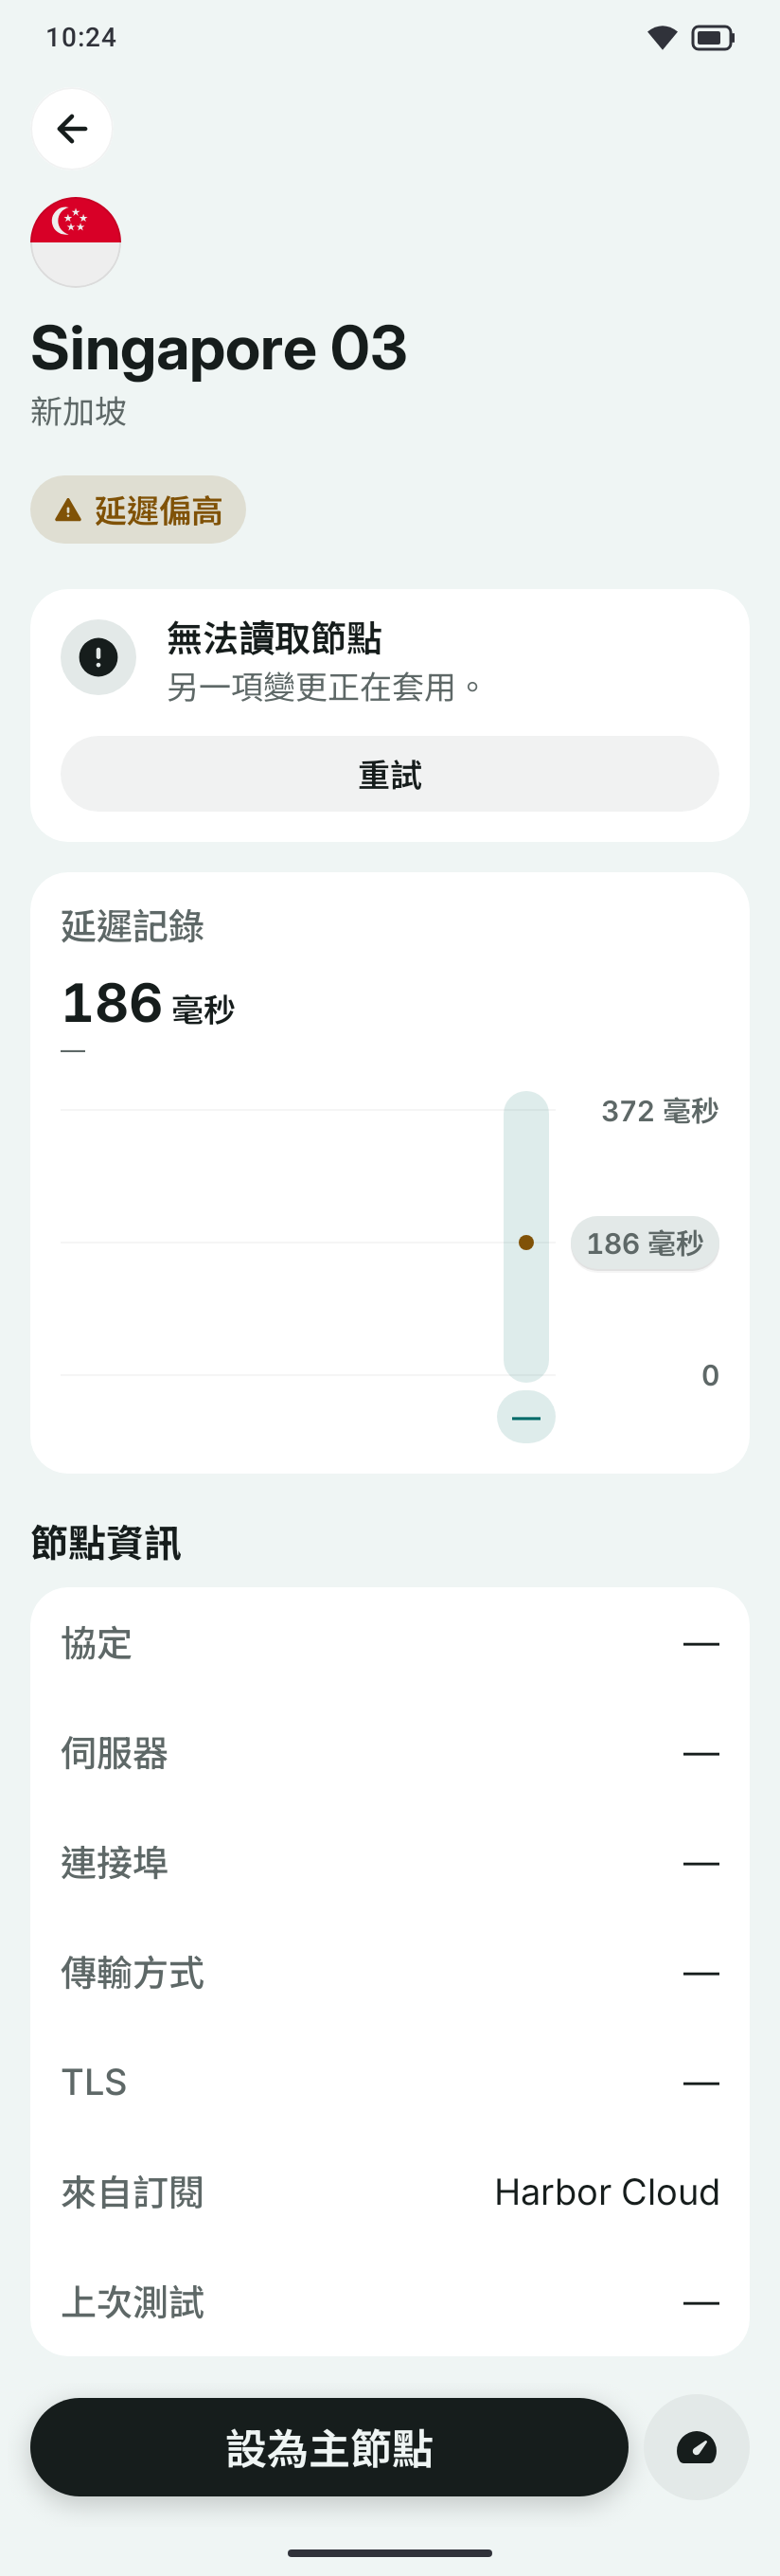 10:24
Singapore 03
新加坡
延遲偏高
無法讀取節點
另一項變更正在套用。
重試
延遲記錄
186 毫秒
—
372 毫秒
186 毫秒
0
—
節點資訊
協定 —
伺服器 —
連接埠 —
傳輸方式 —
TLS —
來自訂閱 Harbor Cloud
上次測試 —
設為主節點